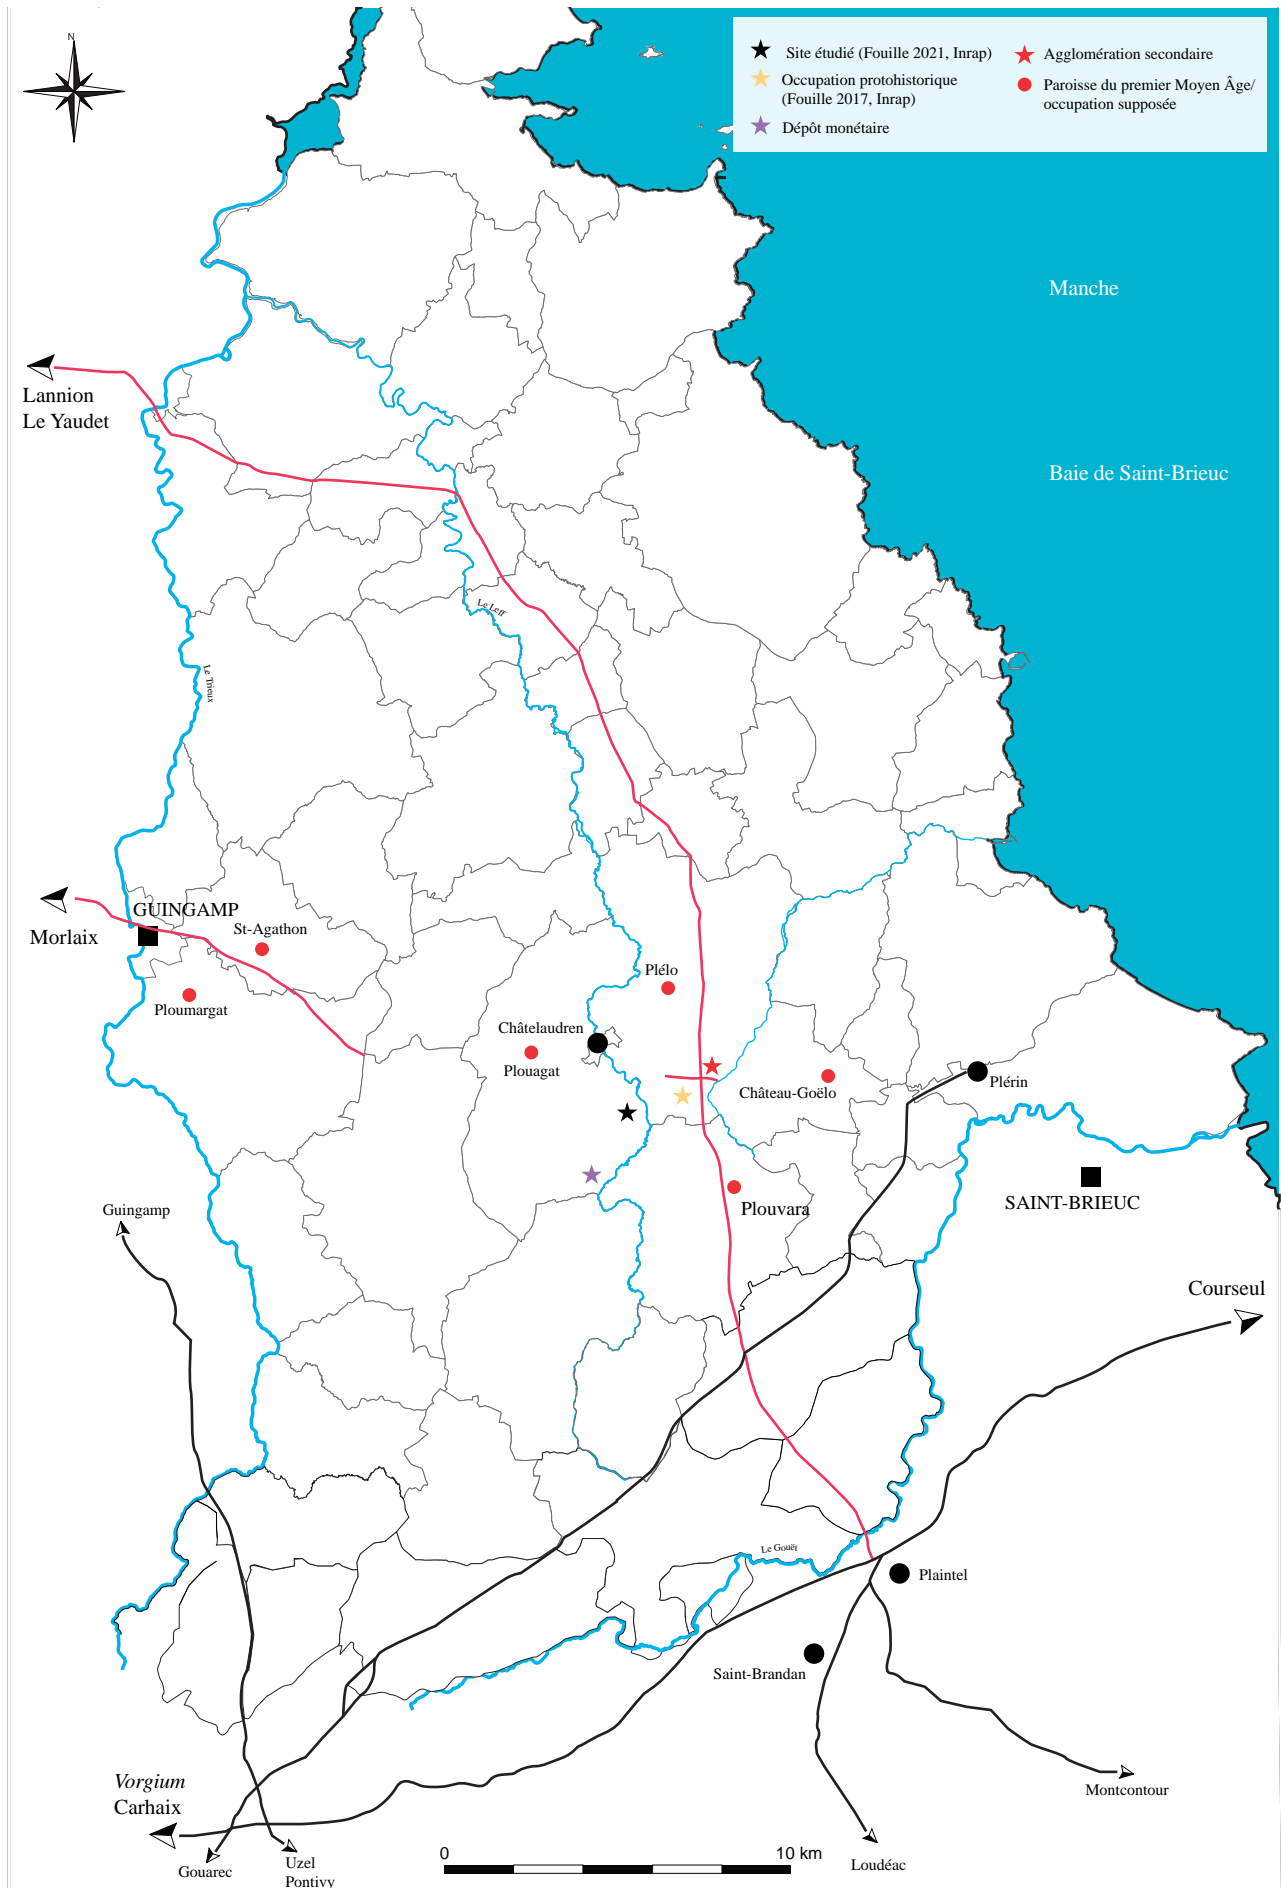 N
Site étudié (Fouille 2021, Inrap)
Occupation protohistorique
(Fouille 2017, Inrap)
Dépôt monétaire
Agglomération secondaire
Paroisse du premier Moyen Âge/
occupation supposée
Manche
Lannion
Le Yaudet
Baie de Saint-Brieuc
Le Leff
Le Trieux
GUINGAMP
Morlaix
St-Agathon
Ploumargat
Plélo
Châtelaudren
Plouagat
Château-Goëlo
Plérin
Plouvara
SAINT-BRIEUC
Guingamp
Courseul
Le Gouët
Plaintel
Saint-Brandan
Vorgium
Carhaix
Montcontour
Gouarec
Uzel
Pontivy
Loudéac
0
10 km